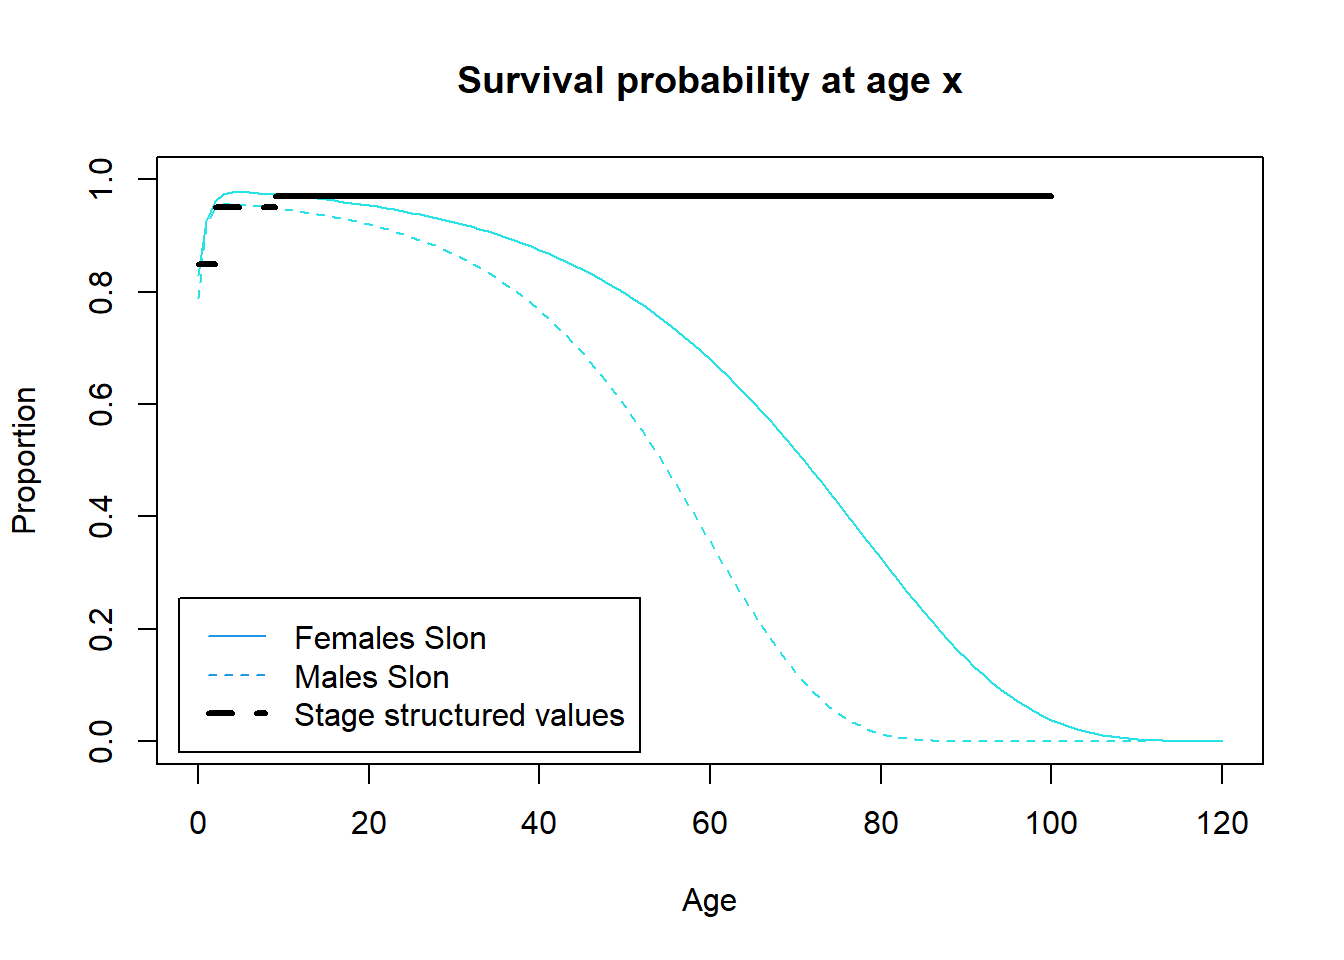 Survival probability at age x
Proportion
1.0
0.8
0.6
0.4
0.2
0.0
Females Slon
Males Slon
Stage structured values
0 20 40 60 80 100 120
Age